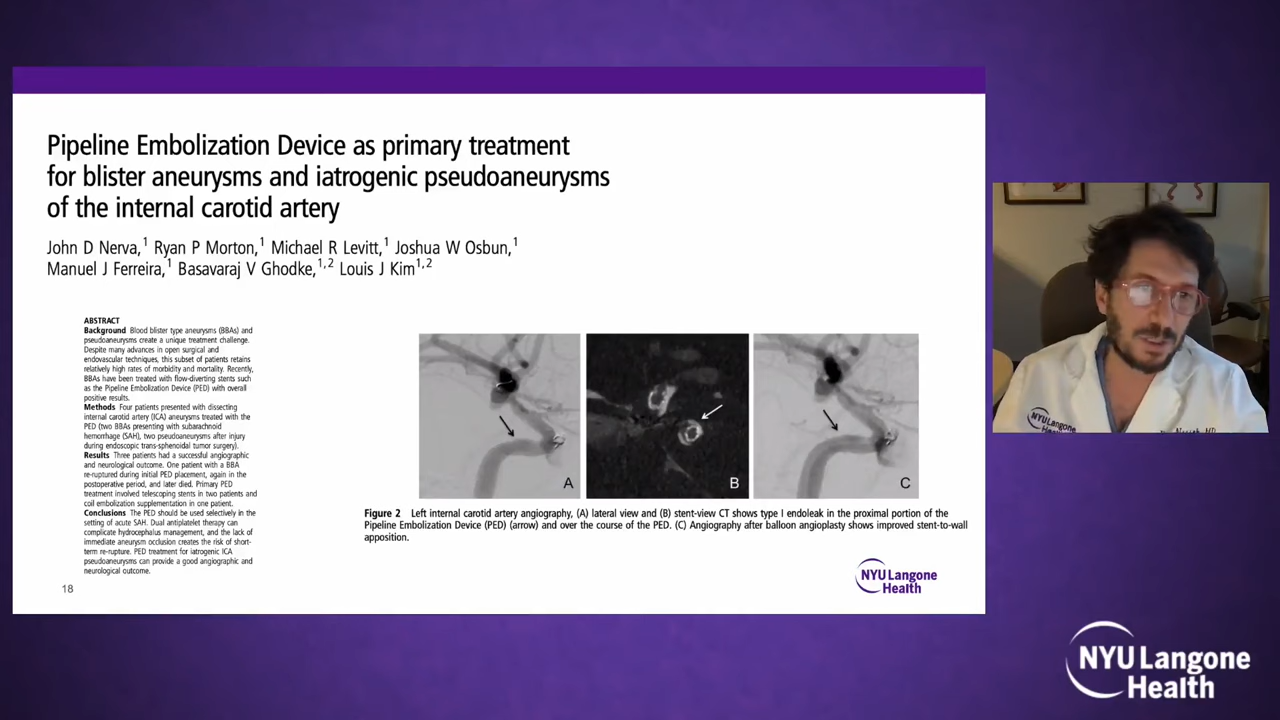 Pipeline Embolization Device as primary treatment
for blister aneurysms and iatrogenic pseudoaneurysms
of the internal carotid artery
John D Nerva,1 Ryan P Morton,1 Michael R Levitt,1 Joshua W Osbun,1
Manuel J Ferreira,1 Basavaraj V Ghodke,1,2 Louis J Kim1,2
ABSTRACT
Background Blood blister type aneurysms (BBAs) and
pseudoaneurysms create a unique treatment challenge.
Despite many advances in open surgical and
endovascular techniques, this subset of patients retains
relatively high rates of morbidity and mortality. Recently,
BBAs have been treated with flow-diverting stents such
as the Pipeline Embolization Device (PED) with overall
positive results.
Methods Four patients presented with dissecting
internal carotid artery (ICA) aneurysms treated with the
PED (two BBAs presenting with subarachnoid
hemorrhage (SAH), two pseudoaneurysms after injury
during endoscopic trans-sphenoidal tumor surgery).
Results Three patients had a successful angiographic
and neurological outcome. One patient with a BBA
re-ruptured during initial PED placement, again in the
postoperative period, and later died. Primary PED
treatment involved telescoping stents in two patients and
coil embolization supplementation in one patient.
Conclusions The PED should be used selectively in the
setting of acute SAH. Dual antiplatelet therapy can
complicate hydrocephalus management, and the lack of
immediate aneurysm occlusion creates the risk of short-
term re-rupture. PED treatment for iatrogenic ICA
pseudoaneurysms can provide a good angiographic and
neurological outcome.
A
B
C
Figure 2 Left internal carotid artery angiography, (A) lateral view and (B) stent-view CT shows type I endoleak in the proximal portion of the
Pipeline Embolization Device (PED) (arrow) and over the course of the PED. (C) Angiography after balloon angioplasty shows improved stent-to-wall
apposition.
18
NYU Langone
Health
NYU Langone
Health
NYU Langone
Health